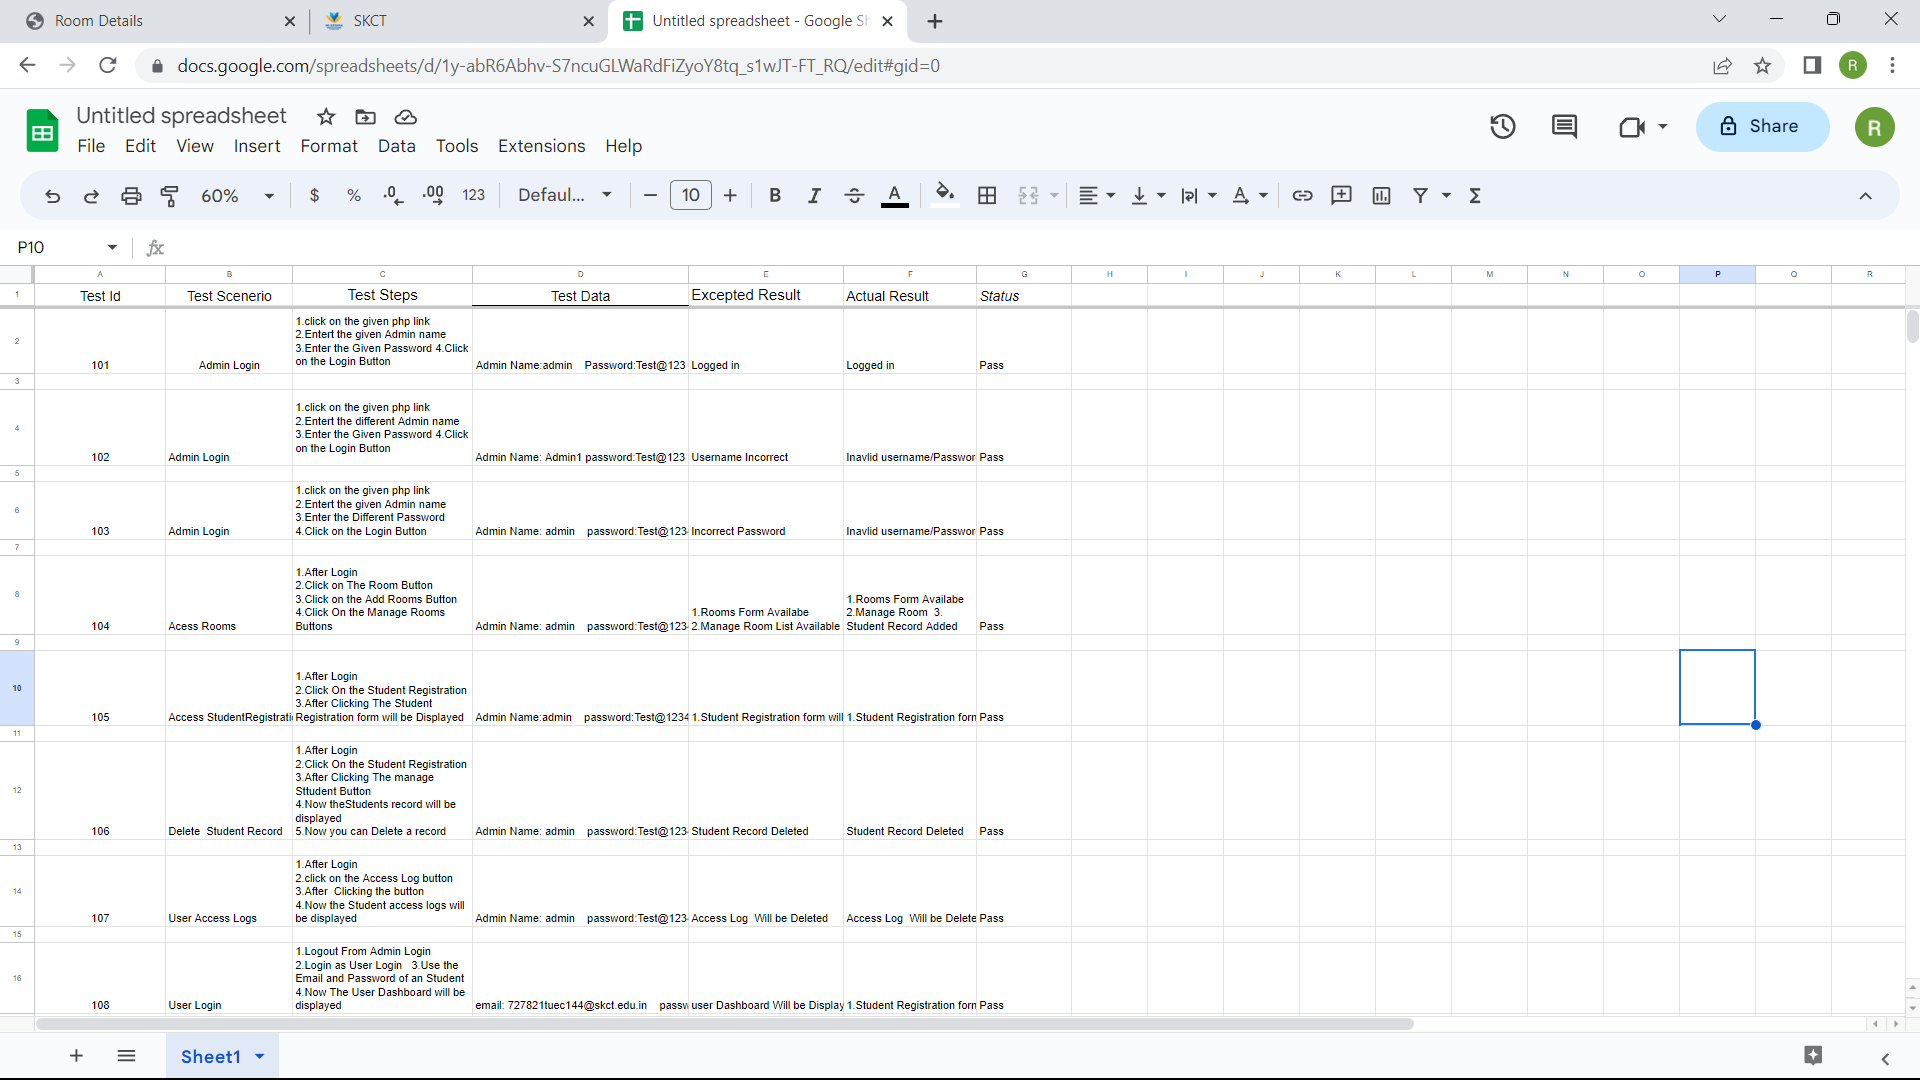 Room Details
SKCT
Untitled spreadsheet - Google Sh
docs.google.com/spreadsheets/d/1y-abR6Abhv-S7ncuGLWaRdFiZyoY8tq_s1wJT-FT_RQ/edit#gid=0
R
Untitled spreadsheet
File Edit View Insert Format Data Tools Extensions Help
Share
R
60% $ % .0 .00 123 Defaul... 10 B I S A Σ
P10 fx
A B C D E F G H I J K L M N O P Q R
1 Test Id Test Scenerio Test Steps Test Data Excepted Result Actual Result Status
1.click on the given php link
2.Entert the given Admin name
3.Enter the Given Password 4.Click
on the Login Button
2 101 Admin Login Admin Name:admin Password:Test@123 Logged in Logged in Pass
3
1.click on the given php link
2.Entert the different Admin name
3.Enter the Given Password 4.Click
on the Login Button
4 102 Admin Login Admin Name: Admin1 password:Test@123 Username Incorrect Inavlid username/Passwor Pass
5
1.click on the given php link
2.Entert the given Admin name
3.Enter the Different Password
6 103 Admin Login 4.Click on the Login Button Admin Name: admin password:Test@123 Incorrect Password Inavlid username/Passwor Pass
7
1.After Login
2.Click on The Room Button
3.Click on the Add Rooms Button 1.Rooms Form Availabe
4.Click On the Manage Rooms 1.Rooms Form Availabe 2.Manage Room 3.
8 104 Acess Rooms Buttons Admin Name: admin password:Test@123 2.Manage Room List Available Student Record Added Pass
9
1.After Login
2.Click On the Student Registration
3.After Clicking The Student
10 105 Access StudentRegistrati Registration form will be Displayed Admin Name:admin password:Test@1234 1.Student Registration form will 1.Student Registration forn Pass
11
1.After Login
2.Click On the Student Registration
3.After Clicking The manage
Sttudent Button
4.Now theStudents record will be
displayed
12 106 Delete Student Record 5.Now you can Delete a record Admin Name: admin password:Test@123 Student Record Deleted Student Record Deleted Pass
13
1.After Login
2.click on the Access Log button
3.After Clicking the button
4.Now the Student access logs will
14 107 User Access Logs be displayed Admin Name: admin password:Test@123 Access Log Will be Deleted Access Log Will be Delete Pass
15
1.Logout From Admin Login
2.Login as User Login 3.Use the
Email and Password of an Student
4.Now The User Dashboard will be
16 108 User Login displayed email: 727821tuec144@skct.edu.in passw user Dashboard Will be Display 1.Student Registration forn Pass
Sheet1